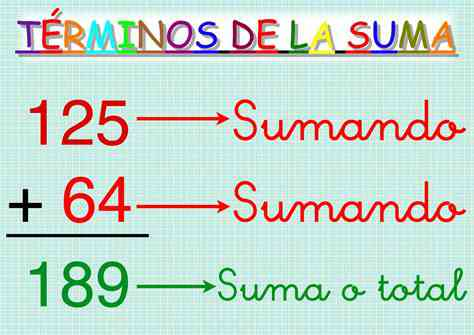 TÉRMINOS DE LA SUMA
125 Sumando
+ 64 Sumando
189 Suma o total